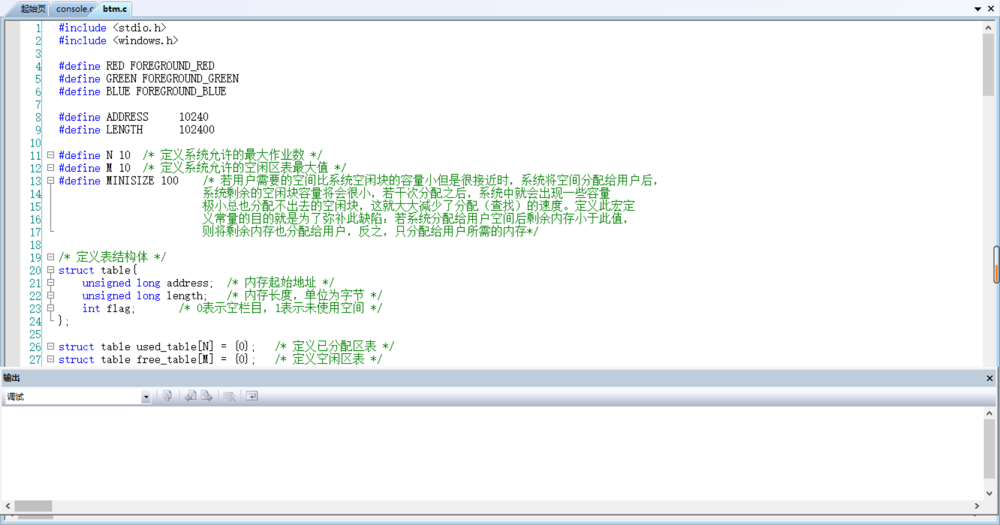 起始页 console.c btm.c
1 #include <stdio.h>
2 #include <windows.h>
3
4 #define RED FOREGROUND_RED
5 #define GREEN FOREGROUND_GREEN
6 #define BLUE FOREGROUND_BLUE
7
8 #define ADDRESS 10240
9 #define LENGTH 102400
10
11 #define N 10 /* 定义系统允许的最大作业数 */
12 #define M 10 /* 定义系统允许的空闲区表最大值 */
13 #define MINISIZE 100 /* 若用户需要的空间比系统空闲块的容量小但是很接近时，系统将空间分配给用户后，
14 系统剩余的空闲块容量将会很小，若干次分配之后，系统中就会出现一些容量
15 极小总也分配不出去的空闲块，这就大大减少了分配（查找）的速度。定义此宏定
16 义常量的目的就是为了弥补此缺陷：若系统分配给用户空间后剩余内存小于此值，
17 则将剩余内存也分配给用户，反之，只分配给用户所需的内存*/
18
19 /* 定义表结构体 */
20 struct table{
21 unsigned long address; /* 内存起始地址 */
22 unsigned long length; /* 内存长度，单位为字节 */
23 int flag; /* 0表示空栏目，1表示未使用空间 */
24 };
25
26 struct table used_table[N] = {0}; /* 定义已分配区表 */
27 struct table free_table[M] = {0}; /* 定义空闲区表 */
输出
调试